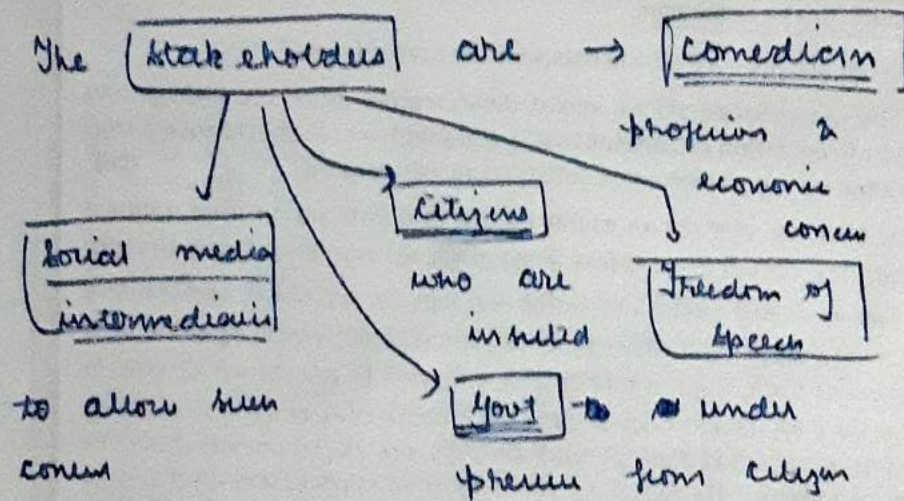 The stakeholders are → comedian
profession &
economic
concern
Citizens
who are
insulted
Social media
intermediaries
to allow such
concern
Freedom of
speech
Govt → under
pressure from citizen